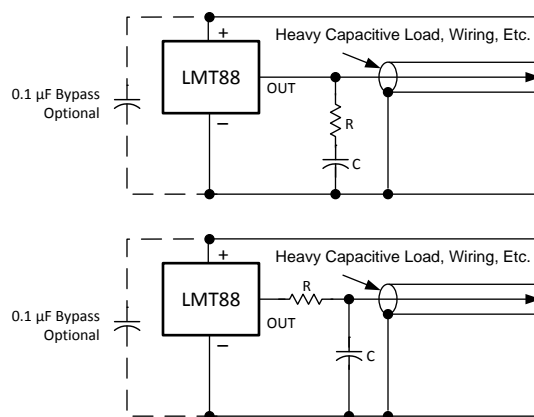 Heavy Capacitive Load, Wiring, Etc.
+
LMT88
OUT
0.1 µF Bypass
Optional
R
−
C
Heavy Capacitive Load, Wiring, Etc.
+
R
LMT88
OUT
0.1 µF Bypass
Optional
−
C